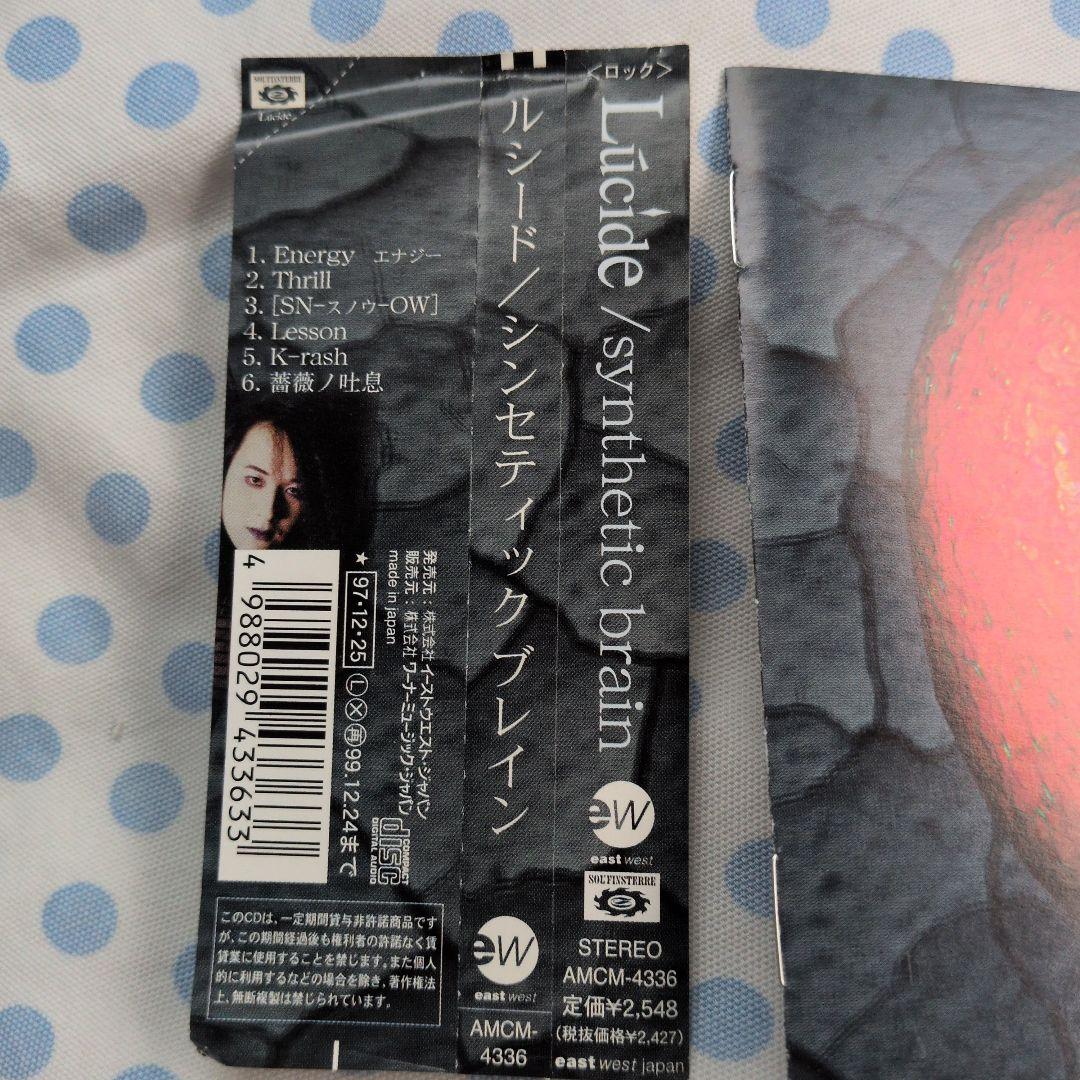 SOL'FINSTERRE
Lúcide
1. Energy エナジー
2. Thrill
3. [SN-スノウ-OW]
4. Lesson
5. K-rash
6. 薔薇ノ吐息
4 988029 433633
★ 97・12・25 Ⓛ Ⓧ ㊢99.12.24まで
発売元：株式会社 イーストウエスト・ジャパン
販売元：株式会社 ワーナーミュージック・ジャパン
made in japan
COMPACT
disc
DIGITAL AUDIO
このCDは、一定期間貸与非許諾商品です
が、この期間経過後も権利者の許諾なく賃
貸業に使用することを禁じます。また個人
的に利用するなどの場合を除き、著作権法
上、無断複製は禁じられています。
ルシード／シンセティック ブレイン
ew
east west
AMCM-
4336
〈ロック〉
Lúcide /synthetic brain
ew
east west
SOL'FINSTERRE
STEREO
AMCM-4336
定価¥2,548
(税抜価格¥2,427)
east west japan